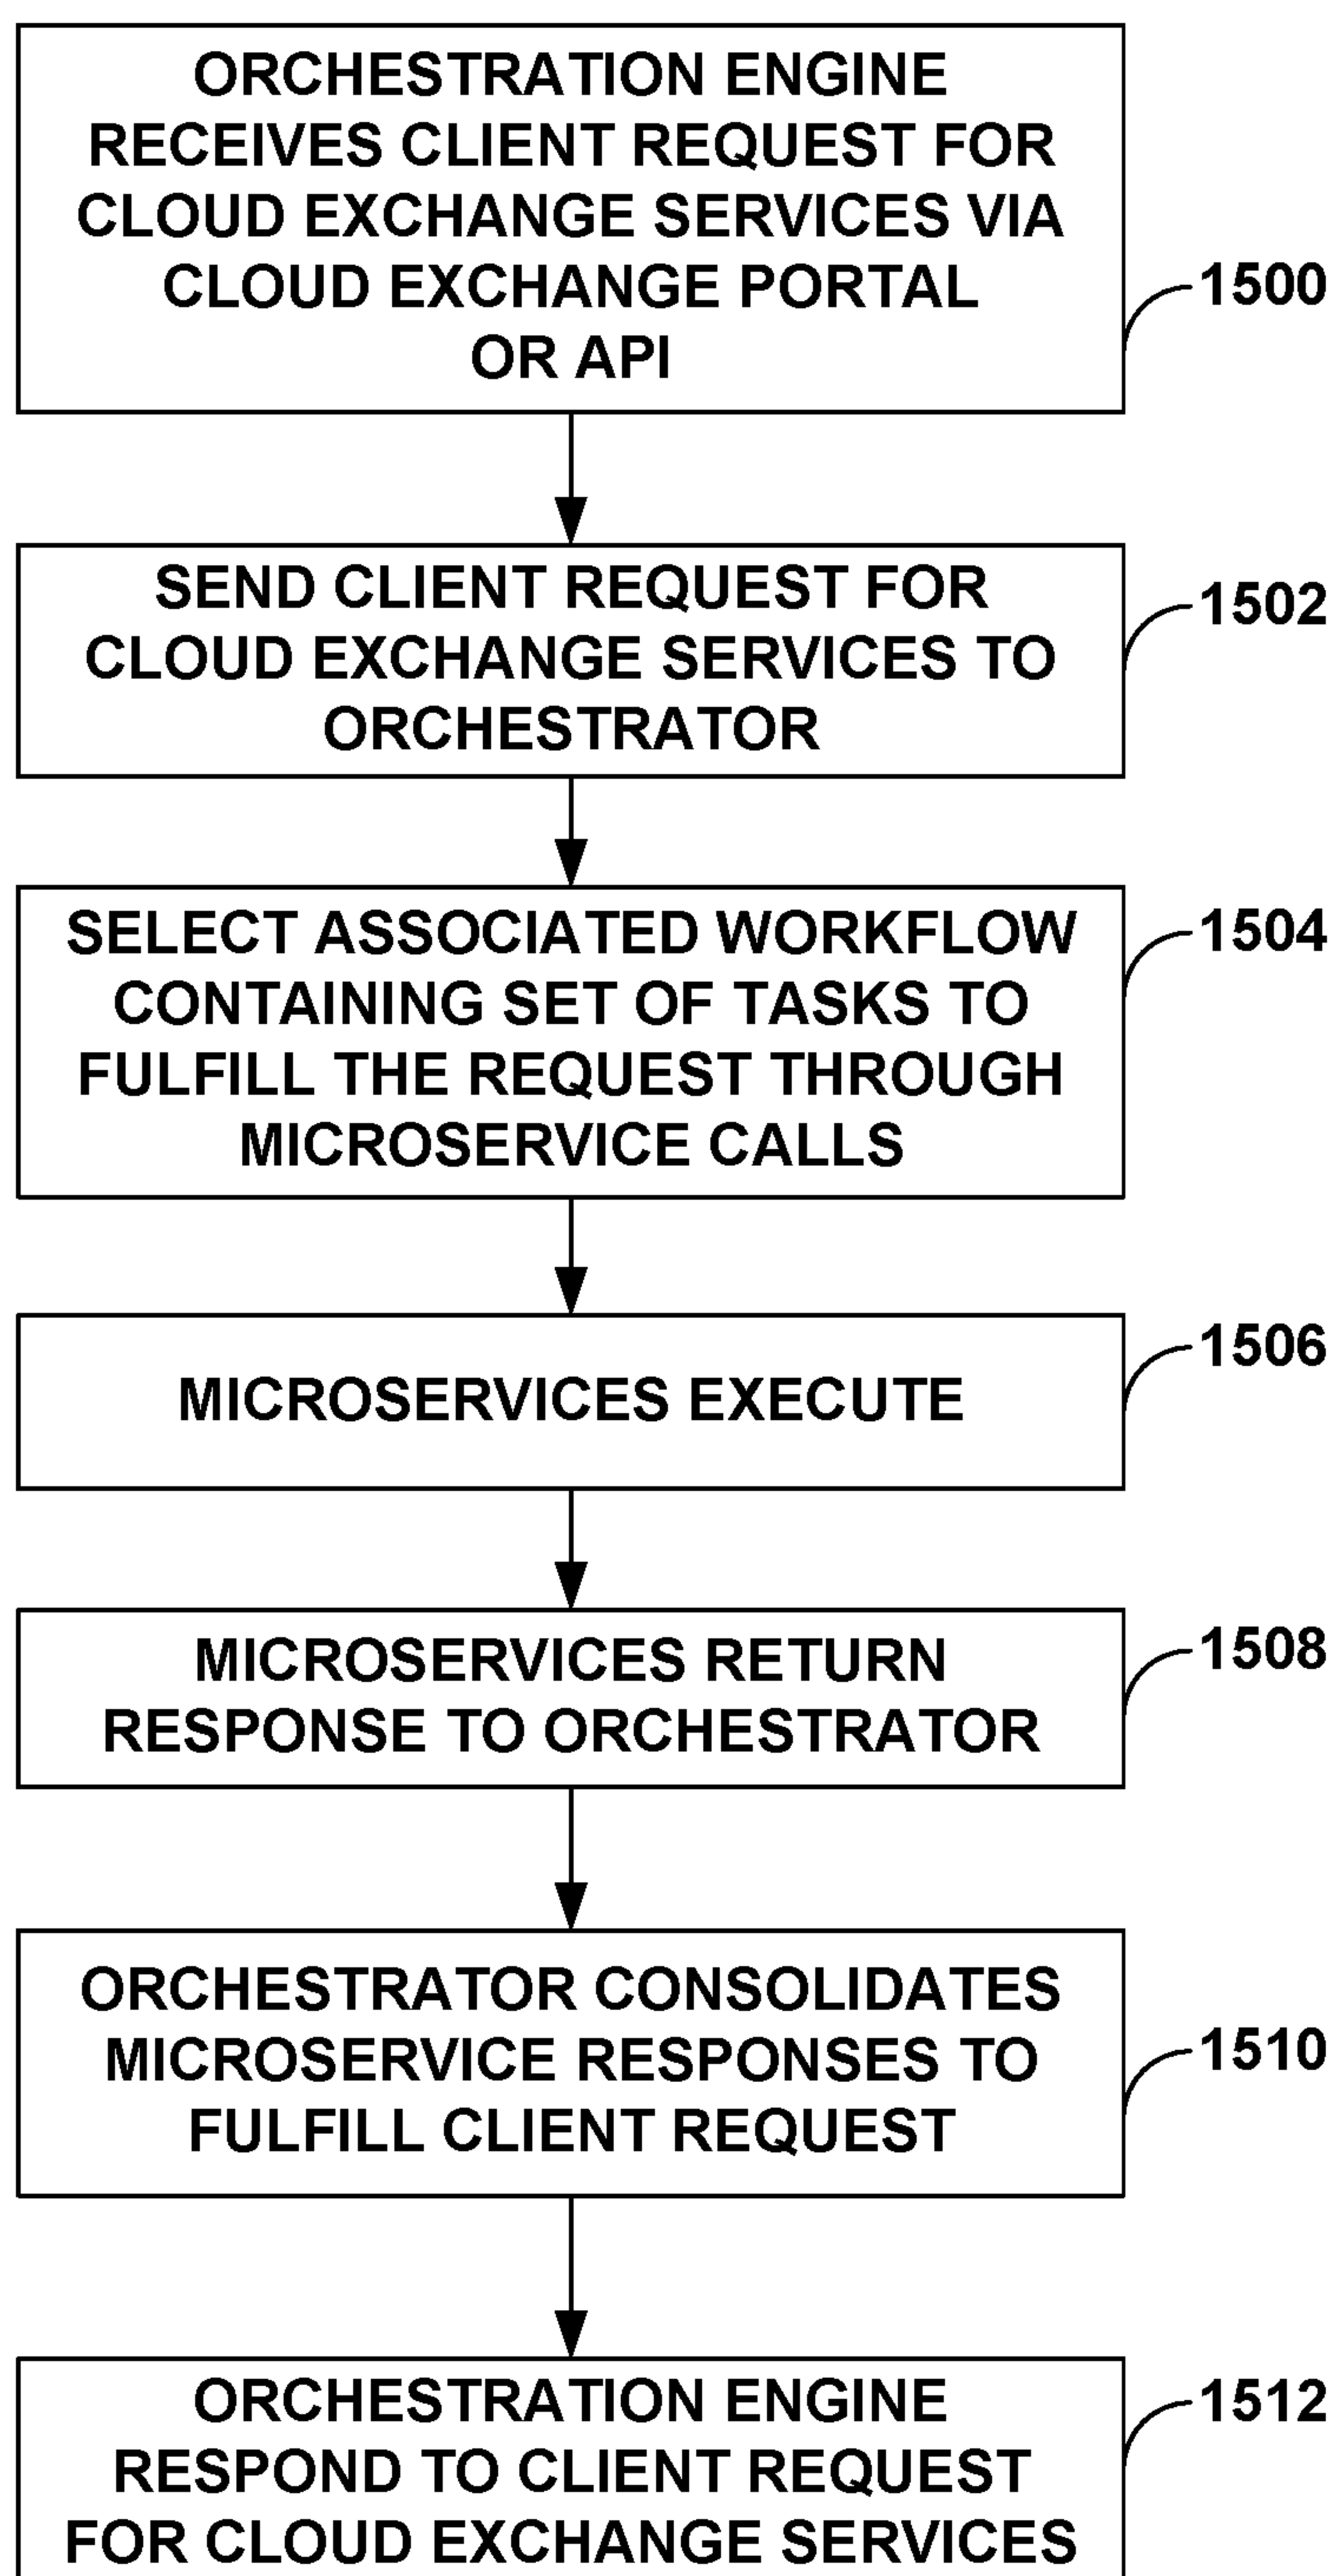 ORCHESTRATION ENGINE
RECEIVES CLIENT REQUEST FOR
CLOUD EXCHANGE SERVICES VIA
CLOUD EXCHANGE PORTAL
OR API
1500
SEND CLIENT REQUEST FOR
CLOUD EXCHANGE SERVICES TO
ORCHESTRATOR
1502
SELECT ASSOCIATED WORKFLOW
CONTAINING SET OF TASKS TO
FULFILL THE REQUEST THROUGH
MICROSERVICE CALLS
1504
MICROSERVICES EXECUTE
1506
MICROSERVICES RETURN
RESPONSE TO ORCHESTRATOR
1508
ORCHESTRATOR CONSOLIDATES
MICROSERVICE RESPONSES TO
FULFILL CLIENT REQUEST
1510
ORCHESTRATION ENGINE
RESPOND TO CLIENT REQUEST
FOR CLOUD EXCHANGE SERVICES
1512